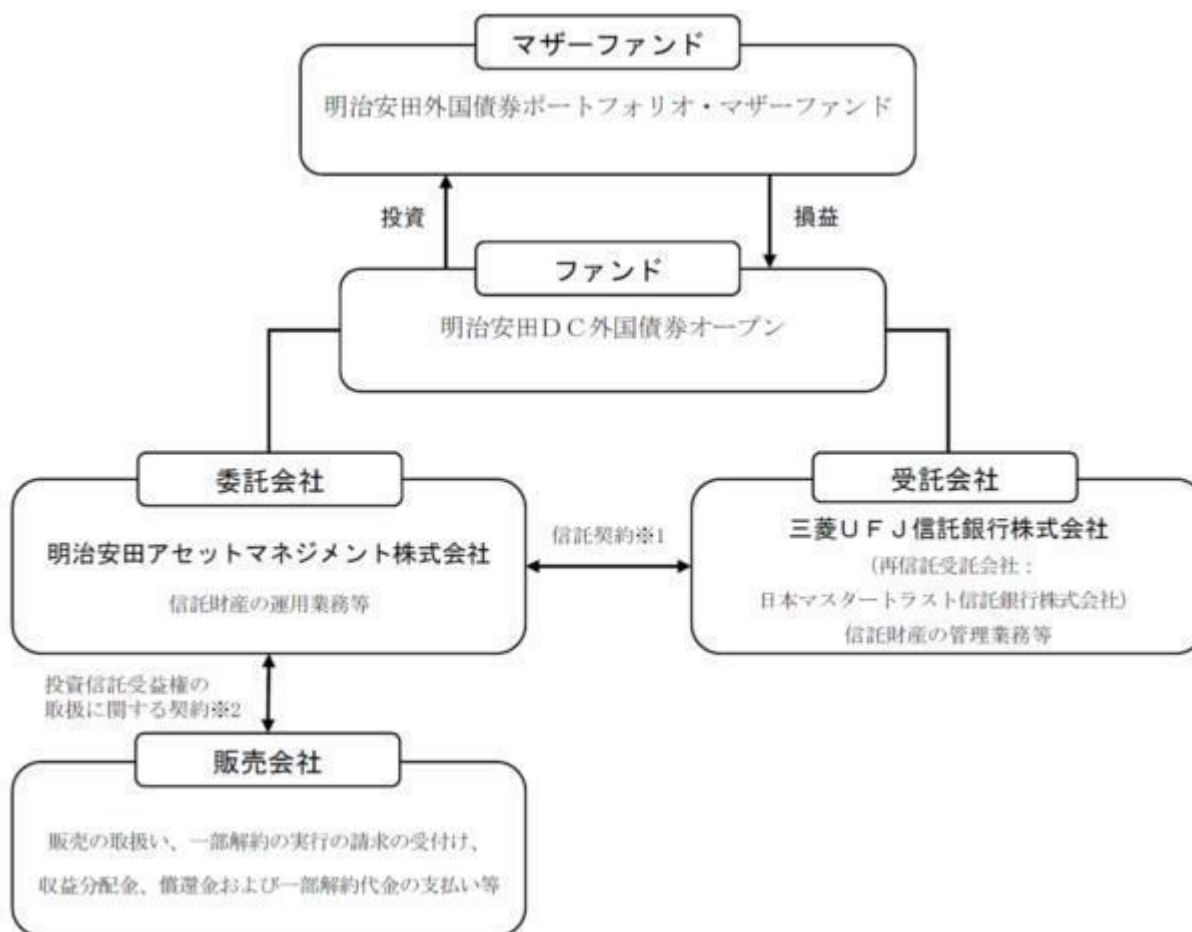 マザーファンド
明治安田外国債券ポートフォリオ・マザーファンド
投資
損益
ファンド
明治安田DC外国債券オープン
委託会社
明治安田アセットマネジメント株式会社
信託財産の運用業務等
信託契約※1
受託会社
三菱UFJ信託銀行株式会社
(再信託受託会社:
日本マスタートラスト信託銀行株式会社)
信託財産の管理業務等
投資信託受益権の
取扱に関する契約※2
販売会社
販売の取扱い、一部解約の実行の請求の受付け、
収益分配金、償還金および一部解約代金の支払い等